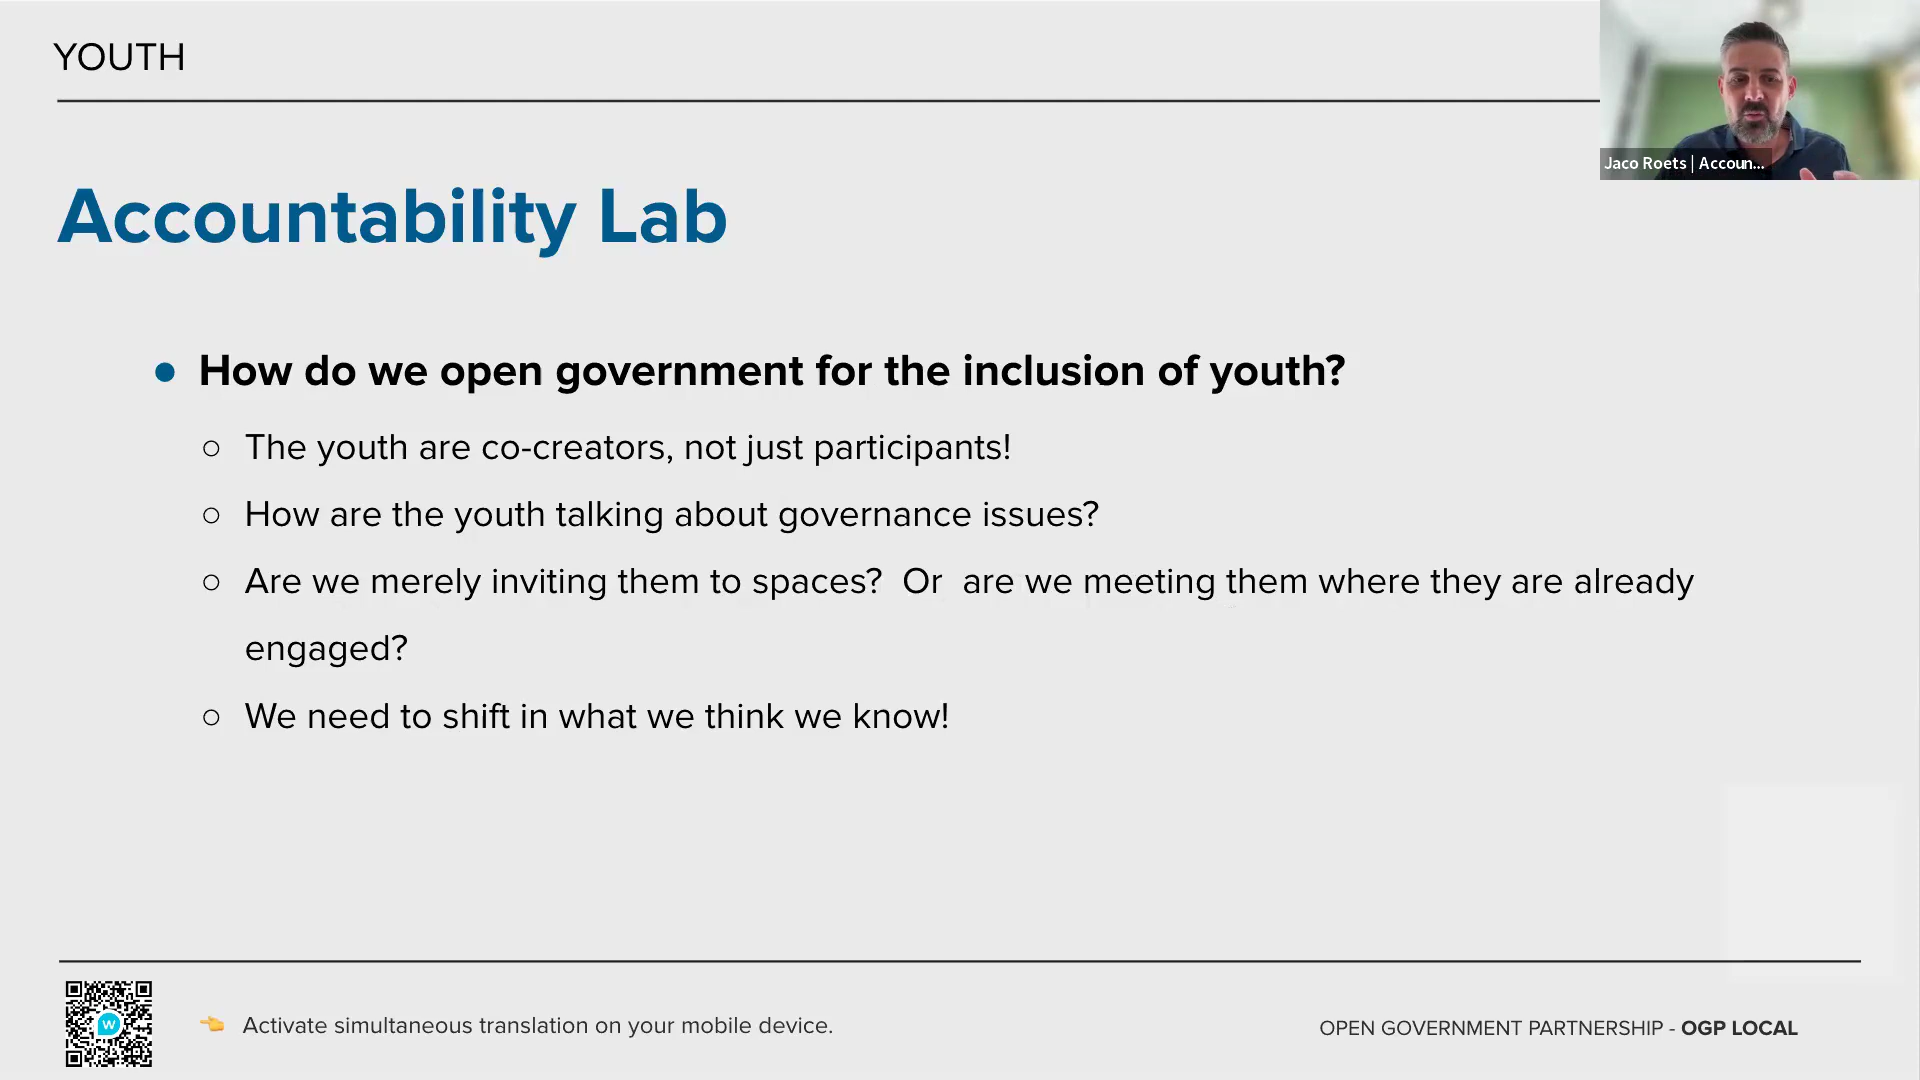 YOUTH
Jaco Roets | Accoun...
Accountability Lab
● How do we open government for the inclusion of youth?
○ The youth are co-creators, not just participants!
○ How are the youth talking about governance issues?
○ Are we merely inviting them to spaces?  Or  are we meeting them where they are already
engaged?
○ We need to shift in what we think we know!
w
Activate simultaneous translation on your mobile device.
OPEN GOVERNMENT PARTNERSHIP - OGP LOCAL